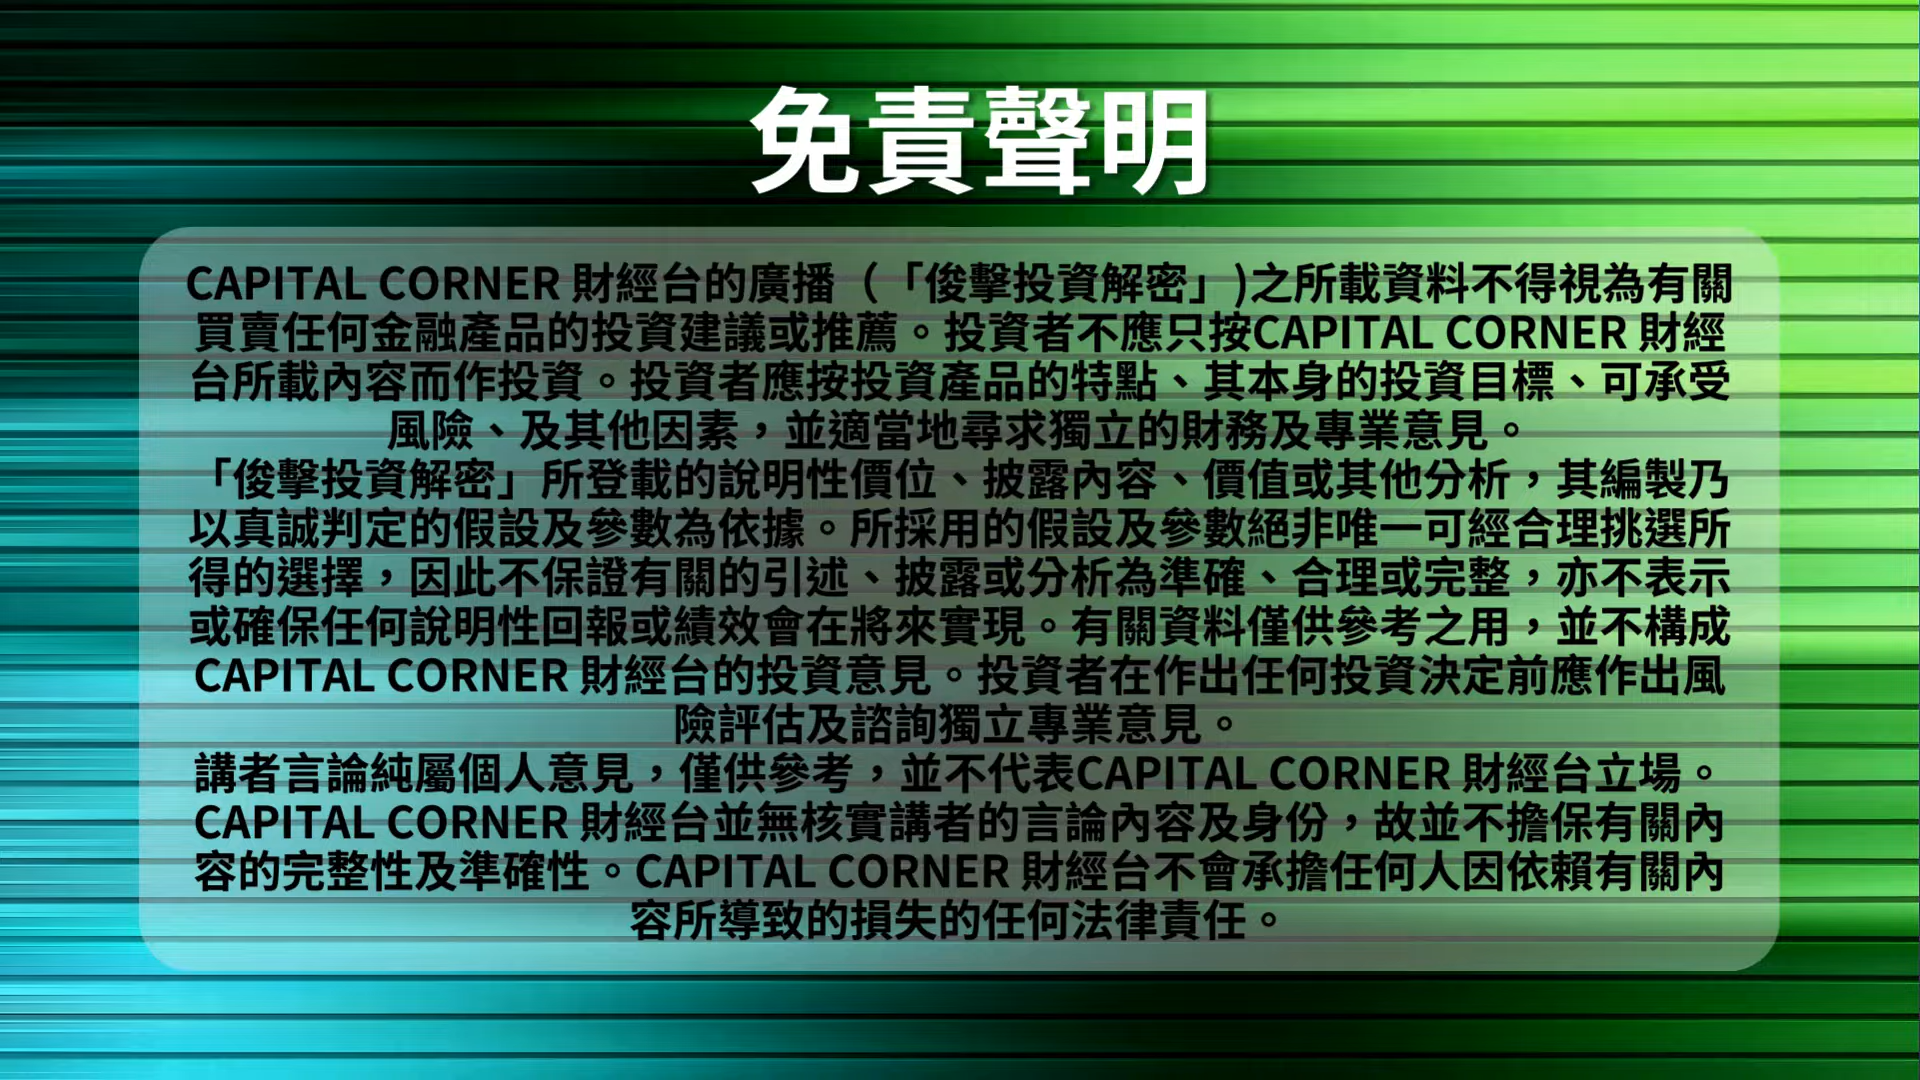 免責聲明
CAPITAL CORNER 財經台的廣播（「俊擊投資解密」)之所載資料不得視為有關
買賣任何金融產品的投資建議或推薦。投資者不應只按CAPITAL CORNER 財經
台所載內容而作投資。投資者應按投資產品的特點、其本身的投資目標、可承受
風險、及其他因素，並適當地尋求獨立的財務及專業意見。
「俊擊投資解密」所登載的說明性價位、披露內容、價值或其他分析，其編製乃
以真誠判定的假設及參數為依據。所採用的假設及參數絕非唯一可經合理挑選所
得的選擇，因此不保證有關的引述、披露或分析為準確、合理或完整，亦不表示
或確保任何說明性回報或績效會在將來實現。有關資料僅供參考之用，並不構成
CAPITAL CORNER 財經台的投資意見。投資者在作出任何投資決定前應作出風
險評估及諮詢獨立專業意見。
講者言論純屬個人意見，僅供參考，並不代表CAPITAL CORNER 財經台立場。
CAPITAL CORNER 財經台並無核實講者的言論內容及身份，故並不擔保有關內
容的完整性及準確性。CAPITAL CORNER 財經台不會承擔任何人因依賴有關內
容所導致的損失的任何法律責任。